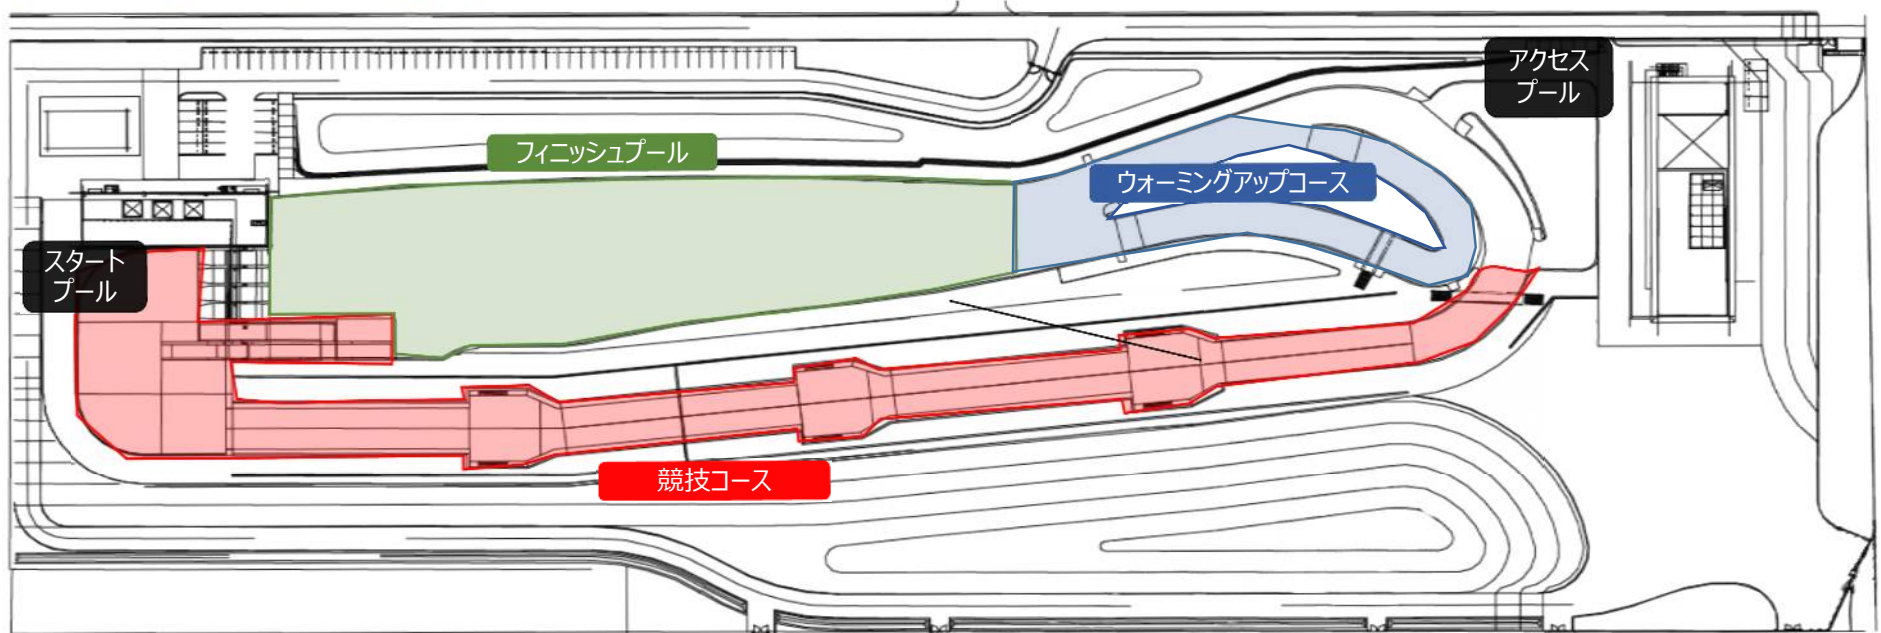 アクセス
プール
フィニッシュプール
ウォーミングアップコース
スタート
プール
競技コース